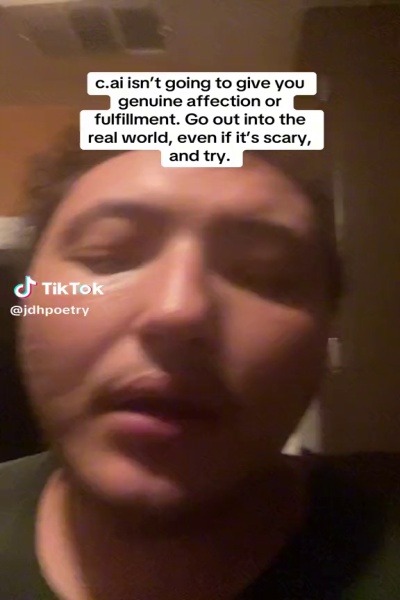 c.ai isn't going to give you
genuine affection or
fulfillment. Go out into the
real world, even if it's scary,
and try.
TikTok
@jdhpoetry